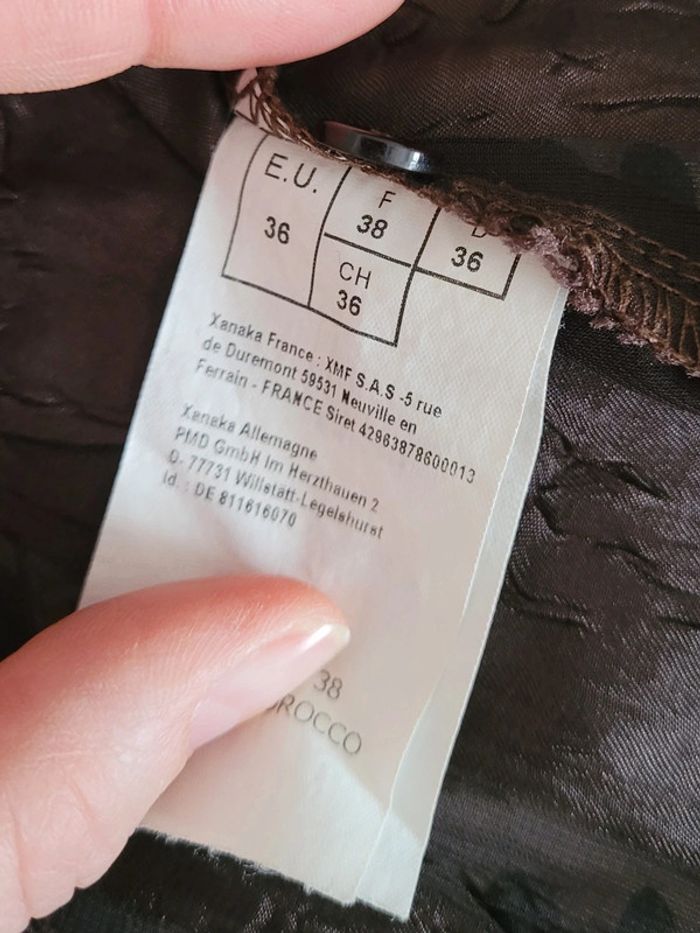 E.U.
36
F
38
D
36
CH
36
Xanaka France : XMF S.A.S -5 rue
de Duremont 59531 Neuville en
Ferrain - FRANCE Siret 42963878600013
Xanaka Allemagne
PMD GmbH Im Herzthauen 2
D- 77731 Willstätt-Legelshurst
Id. : DE 811616070
38
OROCCO